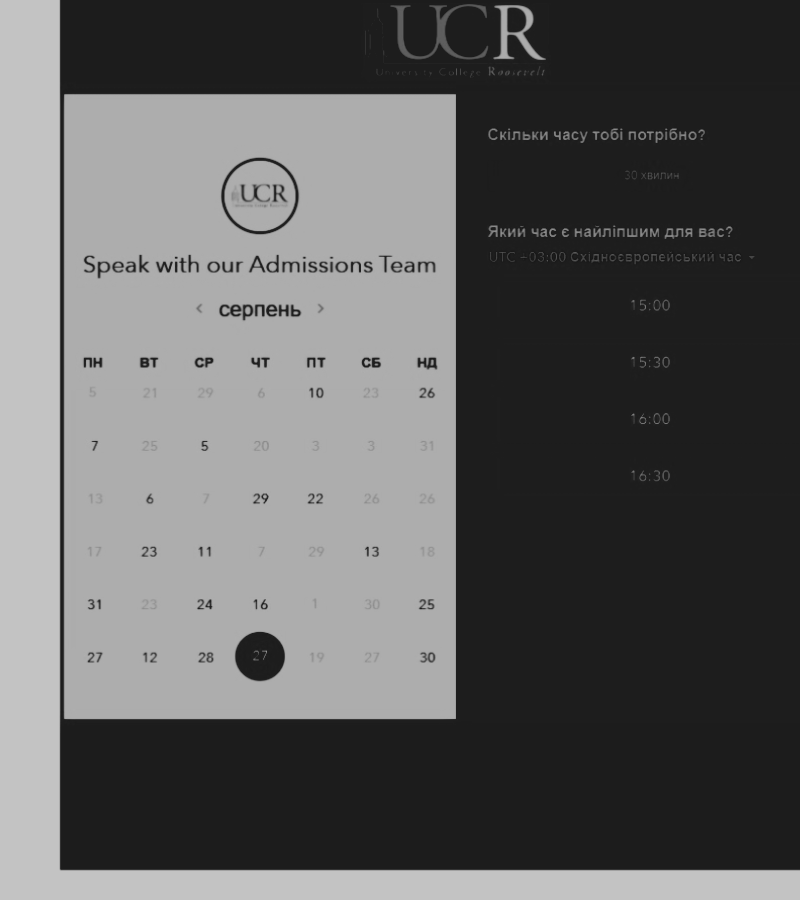 UCR
University College Roosevelt
UCR
Speak with our Admissions Team
< серпень >
ПН ВТ СР ЧТ ПТ СБ НД
5 21 29 6 10 23 26
7 25 5 20 3 3 31
13 6 7 29 22 26 26
17 23 11 7 29 13 18
31 23 24 16 1 30 25
27 12 28 27 19 27 30
Скільки часу тобі потрібно?
30 хвилин
Який час є найліпшим для вас?
UTC +03:00 Східноєвропейський час
15:00
15:30
16:00
16:30